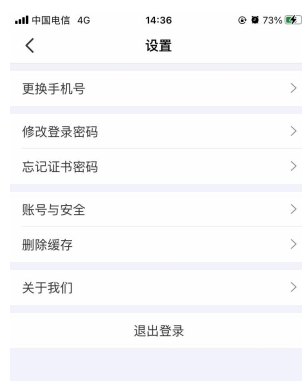 中国电信 4G 14:36 73%
设置
更换手机号
修改登录密码
忘记证书密码
账号与安全
删除缓存
关于我们
退出登录